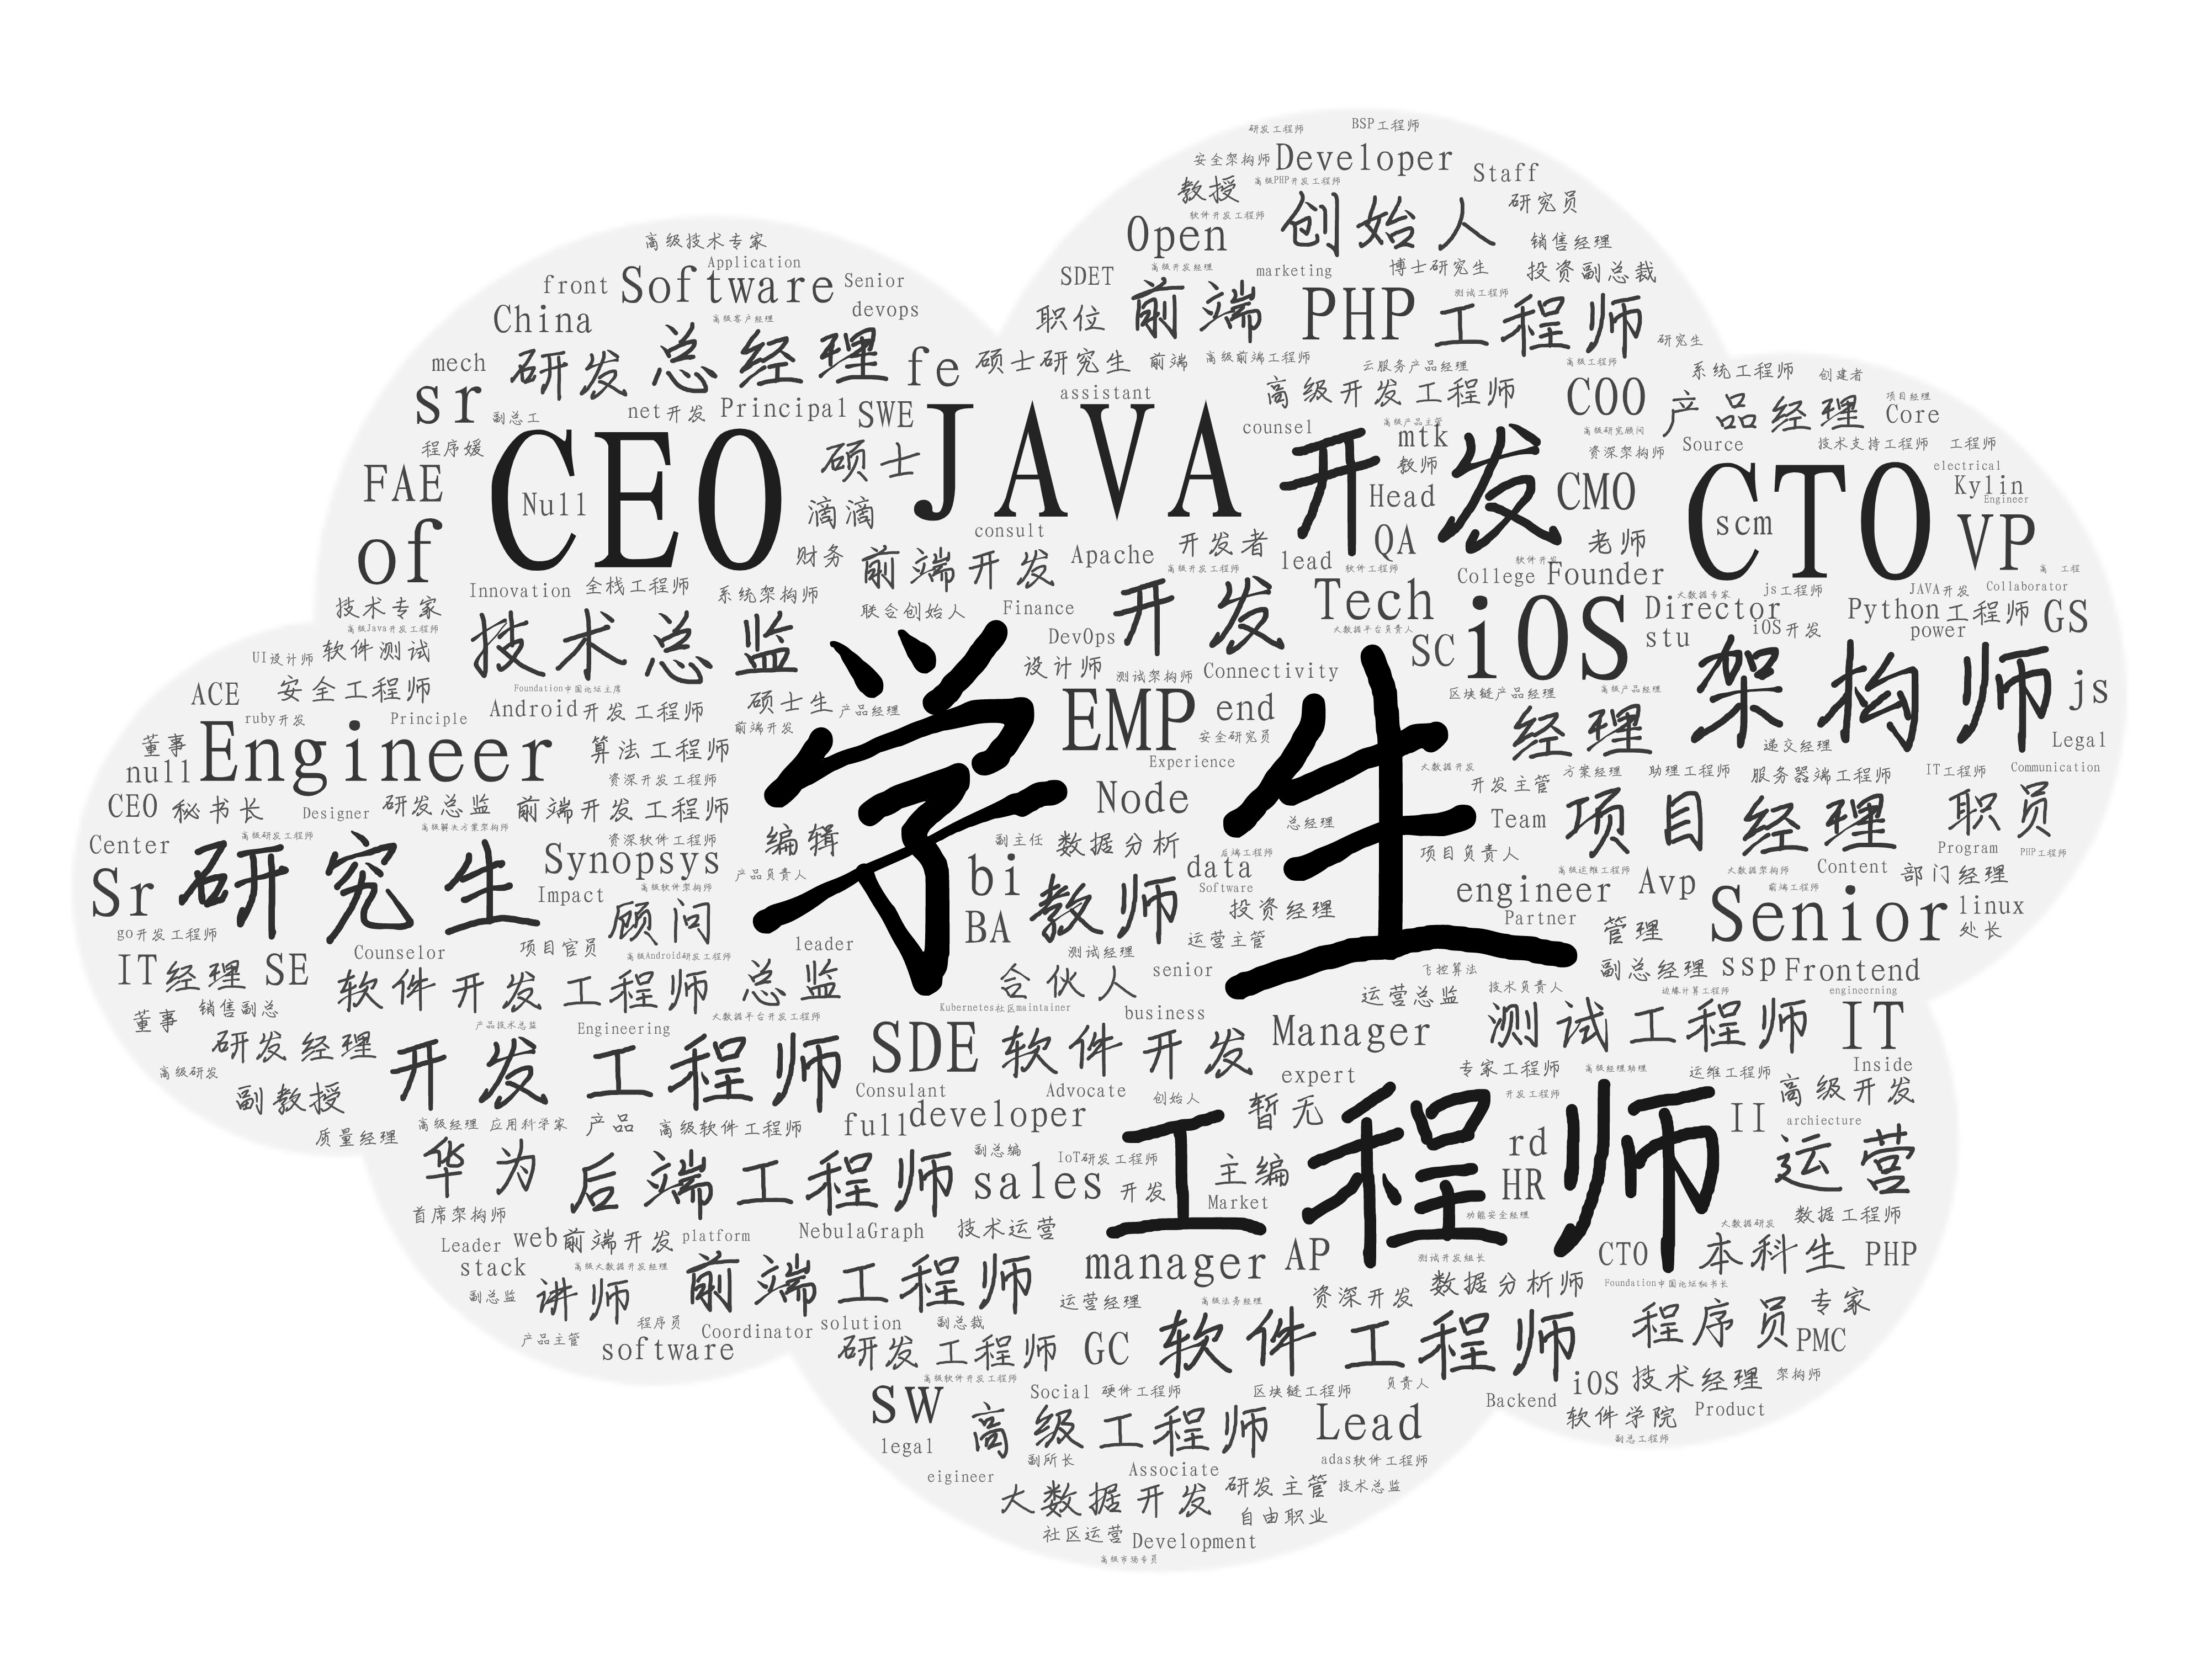 研发工程师 BSP工程师
安全架构师 Developer Staff
教授 高级PHP开发工程师 研究员
软件开发工程师 创始人
高级技术专家 Open 销售经理
Application 高级开发经理 marketing 博士研究生 投资副总裁
front Software Senior SDET 测试工程师
China 高级客户经理 devops 职位 前端 PHP 工程师 研究生
mech 研发 总经理 fe 硕士研究生 前端 高级前端工程师 云服务产品经理 高级工程师 系统工程师 创建者
sr 副总工 net开发 Principal SWE assistant 高级开发工程师 COO 产品经理 项目经理 Core
程序媛 硕士 JAVA counsel 高级产品主管 mtk 高级研究顾问 Source 技术支持工程师 工程师
FAE CEO Null 滴滴 开发 教师 Head CMO 资深架构师 CTO scm electrical Kylin Engineer
of 财务 consult 前端开发 Apache 开发者 lead QA 软件开发 老师 VP
Innovation 全栈工程师 系统架构师 高级开发工程师 软件工程师 College Founder 高 工程
技术专家 联合创始人 Finance 开发 Tech iOS 大数据专家 js工程师 JAVA开发 Collaborator
高级Java开发工程师 技术总监 DevOps 大数据平台负责人 Director iOS开发 Python工程师 GS
UI设计师 软件测试 学生 设计师 测试架构师 Connectivity SC stu power
ACE 安全工程师 Foundation中国论坛主席 硕士生 产品经理 EMP end 区块链产品经理 高级产品经理 架构师 js
ruby开发 Principle Android开发工程师 前端开发 安全研究员 经理 递交经理 Legal
董事 null Engineer 算法工程师 Experience 大数据开发 方案经理 助理工程师 服务器端工程师 IT工程师 Communication
CEO 秘书长 Designer 研发总监 前端开发工程师 资深开发工程师 Node 开发主管 项目经理 职员
Center 高级研发工程师 高级解决方案架构师 资深软件工程师 编辑 副主任 数据分析 总经理 Team Program PHP工程师
Sr 研究生 Synopsys 产品负责人 bi data 后端工程师 项目负责人 高级运维工程师 大数据架构师 Content 部门经理
Impact 高级软件架构师 教师 Software engineer Avp 前端工程师 Senior linux
go开发工程师 Counselor 项目官员 顾问 leader BA 投资经理 Partner 管理 处长
IT经理 SE 软件开发工程师 高级Android研发工程师 总监 测试经理 运营主管 飞控算法 副总经理 ssp Frontend
董事 销售副总 产品技术总监 合伙人 senior 运营总监 技术负责人 边缘计算工程师 engineerning
研发经理 Engineering 大数据平台开发工程师 Kubernetes社区maintainer business Manager 测试工程师 IT
高级研发 开发工程师 SDE 软件开发 expert 专家工程师 高级经理助理 运维工程师 Inside
副教授 Consulant Advocate 创始人 暂无 开发工程师 高级开发
质量经理 高级经理 应用科学家 产品 高级软件工程师 full developer 工程师 II archiecture
华为 后端工程师 副总编 IoT研发工程师 sales 开发 主编 rd HR 运营
首席架构师 Market 功能安全经理 大数据研发 数据工程师
Leader web前端开发 platform NebulaGraph 技术运营 manager AP 测试开发组长 CTO 本科生 PHP
stack 高级大数据开发经理 前端工程师 数据分析师 Foundation中国论坛秘书长
副总监 讲师 程序员 运营经理 高级法务经理 资深开发 程序员 专家
产品主管 software Coordinator solution 副总裁 研发工程师 GC 软件工程师 PMC
高级软件开发工程师 Social 硬件工程师 区块链工程师 负责人 Backend iOS 技术经理 架构师
SW 高级工程师 Lead 软件学院 Product
legal 副所长 adas软件工程师 副总工程师
eigineer Associate 研发主管 技术总监
大数据开发 自由职业
社区运营 Development
高级市场专员